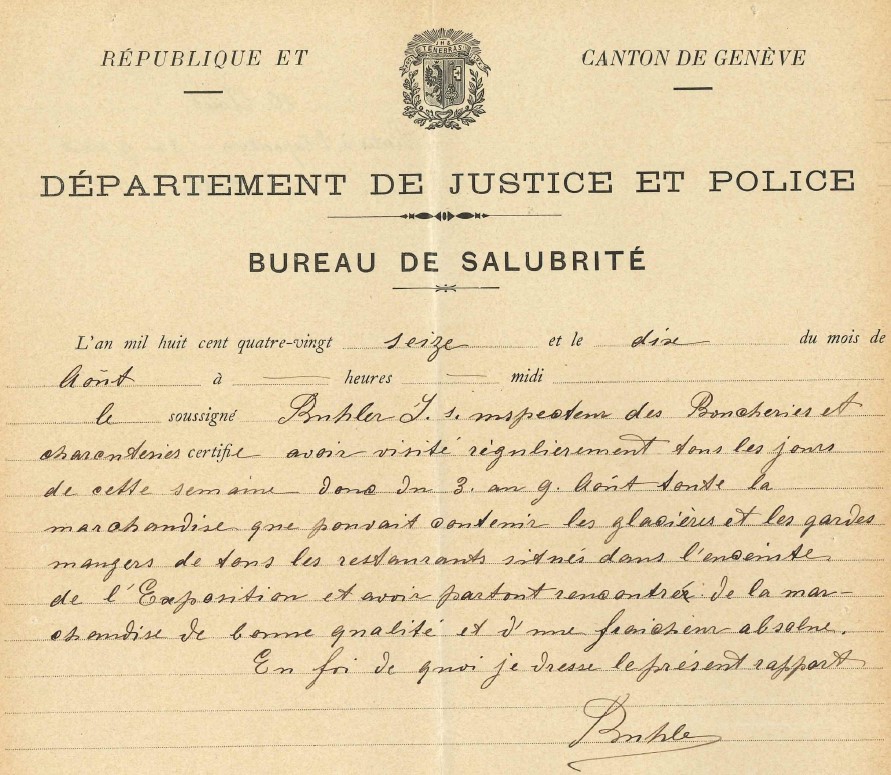 RÉPUBLIQUE ET
CANTON DE GENÈVE
POST TENEBRAS LUX
DÉPARTEMENT DE JUSTICE ET POLICE
BUREAU DE SALUBRITÉ
L'an mil huit cent quatre-vingt seize et le dix du mois de
Août à — heures — midi
le soussigné Buhler J. s. inspecteur des Boucheries et
charcuteries certifie avoir visité régulierement tous les jours
de cette semaine donc du 3. au 9. Août toute la
marchandise que pouvait contenir les glacières et les gardes
mangers de tous les restaurants situés dans l'enceinte
de l'Exposition et avoir partout rencontré de la mar-
chandise de bonne qualité et d'une fraicheur absolue.
En foi de quoi je dresse le présent rapport
Buhler